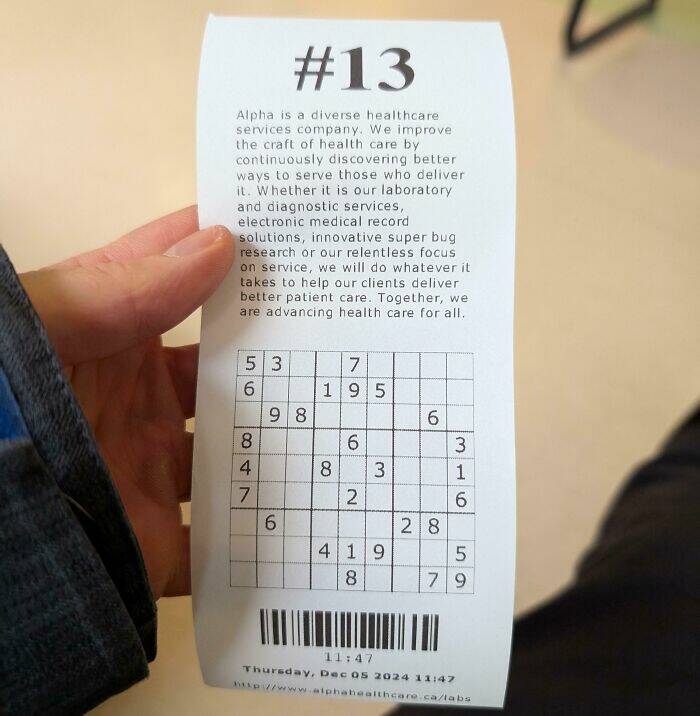 #13
Alpha is a diverse healthcare
services company. We improve
the craft of health care by
continuously discovering better
ways to serve those who deliver
it. Whether it is our laboratory
and diagnostic services,
electronic medical record
solutions, innovative super bug
research or our relentless focus
on service, we will do whatever it
takes to help our clients deliver
better patient care. Together, we
are advancing health care for all.
5 3 7
6 1 9 5
9 8 6
8 6 3
4 8 3 1
7 2 6
6 2 8
4 1 9 5
8 7 9
11:47
Thursday, Dec 05 2024 11:47
http://www.alphahealthcare.ca/labs